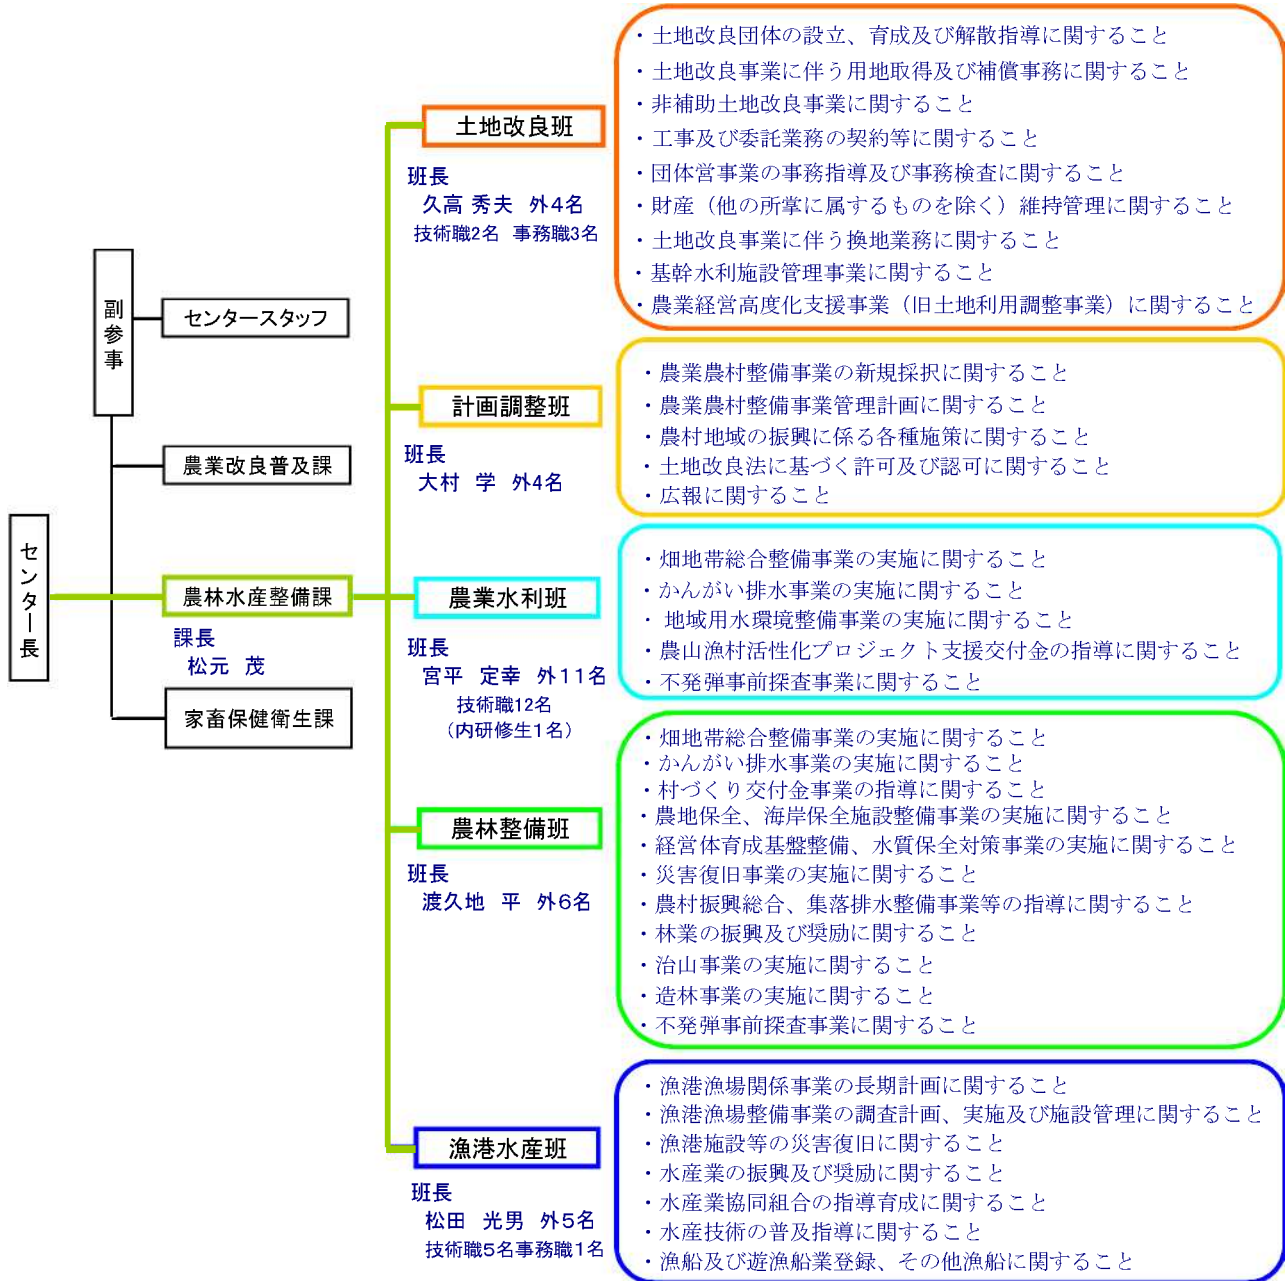 センター長
副参事
センタースタッフ
農業改良普及課
農林水産整備課
課長
松元 茂
家畜保健衛生課
土地改良班
班長
久高 秀夫 外4名
技術職2名 事務職3名
・土地改良団体の設立、育成及び解散指導に関すること
・土地改良事業に伴う用地取得及び補償事務に関すること
・非補助土地改良事業に関すること
・工事及び委託業務の契約等に関すること
・団体営事業の事務指導及び事務検査に関すること
・財産（他の所掌に属するものを除く）維持管理に関すること
・土地改良事業に伴う換地業務に関すること
・基幹水利施設管理事業に関すること
・農業経営高度化支援事業（旧土地利用調整事業）に関すること
計画調整班
班長
大村 学 外4名
・農業農村整備事業の新規採択に関すること
・農業農村整備事業管理計画に関すること
・農村地域の振興に係る各種施策に関すること
・土地改良法に基づく許可及び認可に関すること
・広報に関すること
農業水利班
班長
宮平 定幸 外11名
技術職12名
（内研修生1名）
・畑地帯総合整備事業の実施に関すること
・かんがい排水事業の実施に関すること
・地域用水環境整備事業の実施に関すること
・農山漁村活性化プロジェクト支援交付金の指導に関すること
・不発弾事前探査事業に関すること
農林整備班
班長
渡久地 平 外6名
・畑地帯総合整備事業の実施に関すること
・かんがい排水事業の実施に関すること
・村づくり交付金事業の指導に関すること
・農地保全、海岸保全施設整備事業の実施に関すること
・経営体育成基盤整備、水質保全対策事業の実施に関すること
・災害復旧事業の実施に関すること
・農村振興総合、集落排水整備事業等の指導に関すること
・林業の振興及び奨励に関すること
・治山事業の実施に関すること
・造林事業の実施に関すること
・不発弾事前探査事業に関すること
漁港水産班
班長
松田 光男 外5名
技術職5名事務職1名
・漁港漁場関係事業の長期計画に関すること
・漁港漁場整備事業の調査計画、実施及び施設管理に関すること
・漁港施設等の災害復旧に関すること
・水産業の振興及び奨励に関すること
・水産業協同組合の指導育成に関すること
・水産技術の普及指導に関すること
・漁船及び遊漁船業登録、その他漁船に関すること